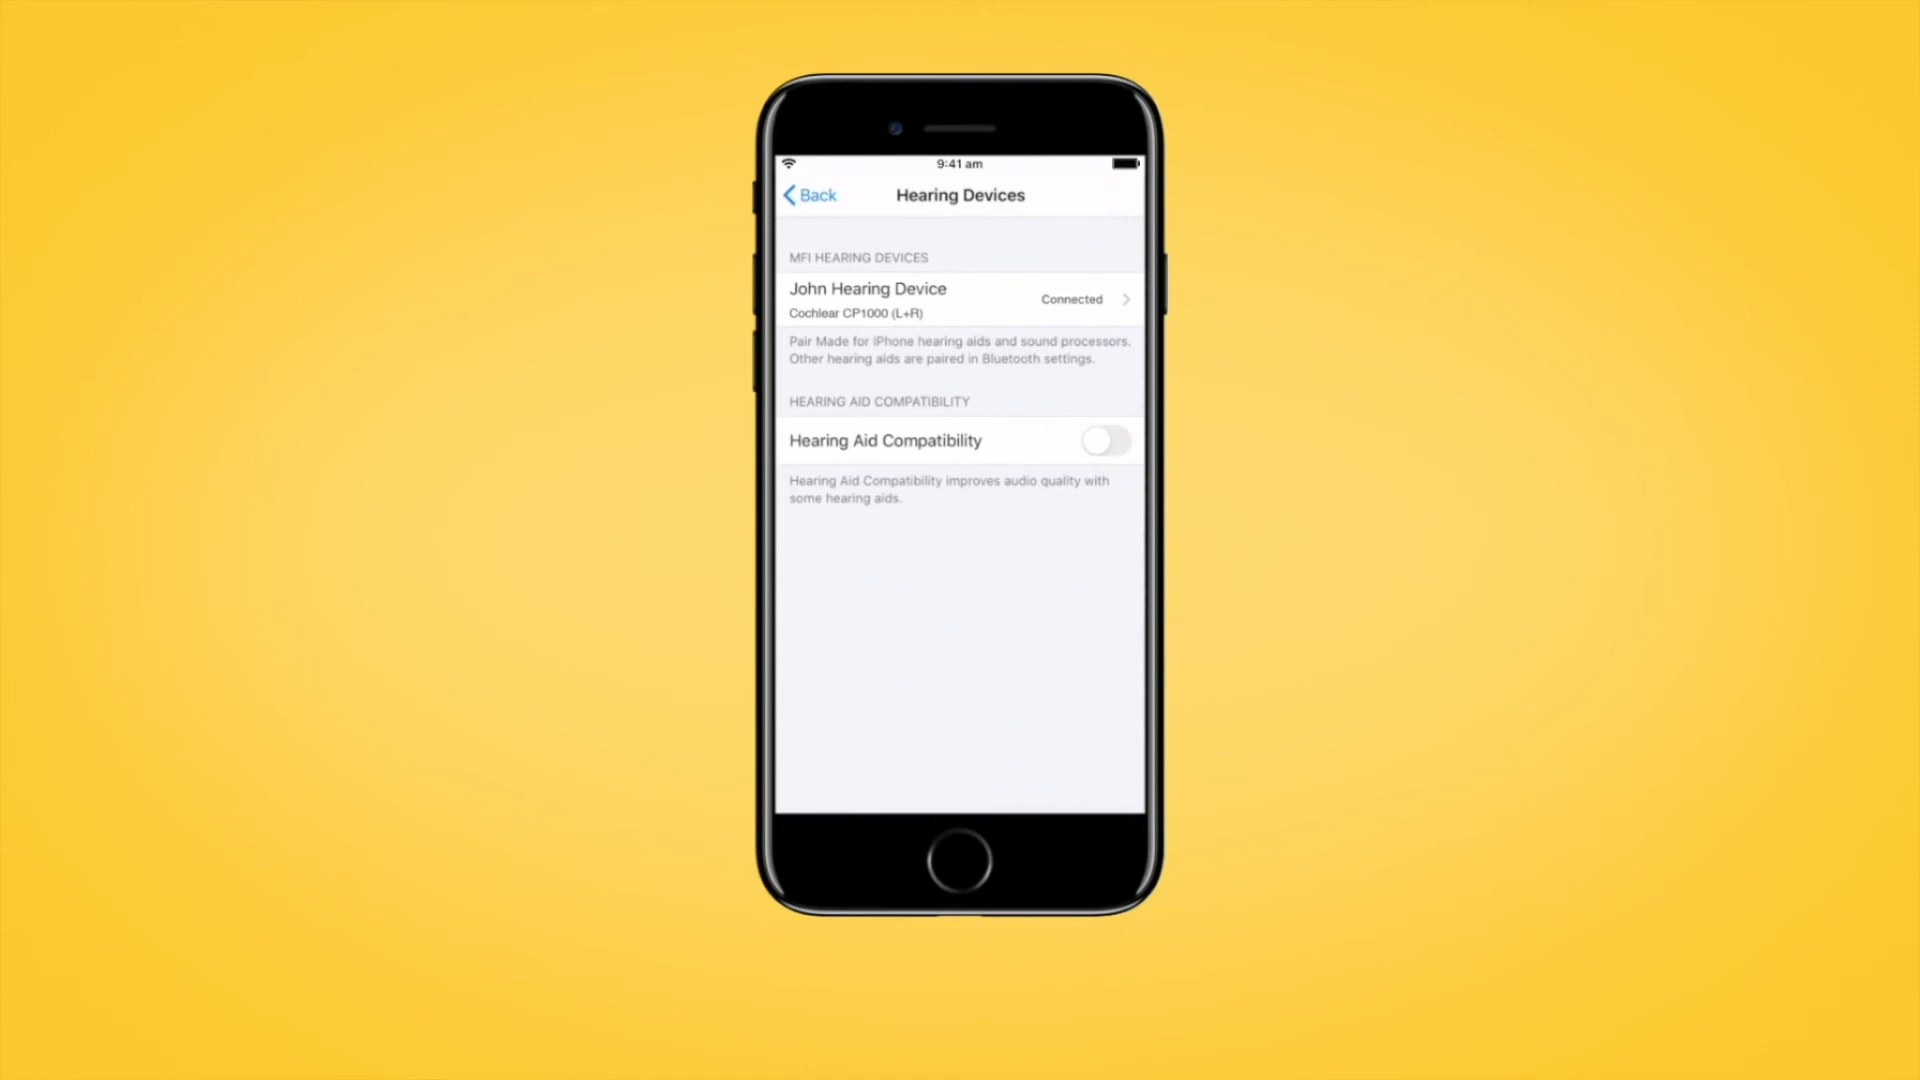 9:41 am
Back
Hearing Devices
MFI HEARING DEVICES
John Hearing Device
Connected
Cochlear CP1000 (L+R)
Pair Made for iPhone hearing aids and sound processors.
Other hearing aids are paired in Bluetooth settings.
HEARING AID COMPATIBILITY
Hearing Aid Compatibility
Hearing Aid Compatibility improves audio quality with
some hearing aids.